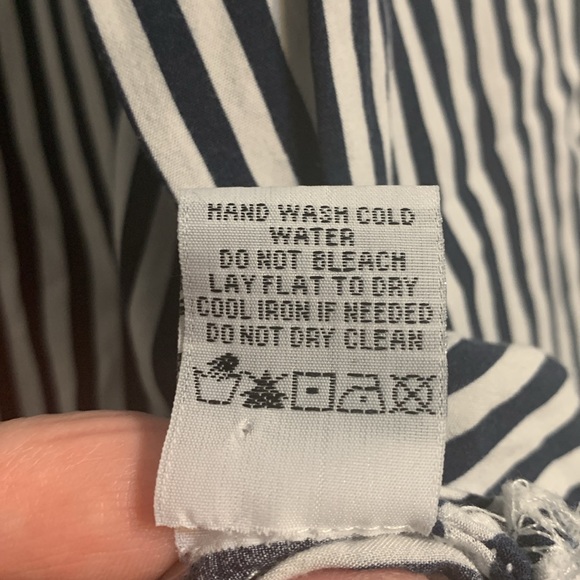 HAND WASH COLD
WATER
DO NOT BLEACH
LAY FLAT TO DRY
COOL IRON IF NEEDED
DO NOT DRY CLEAN